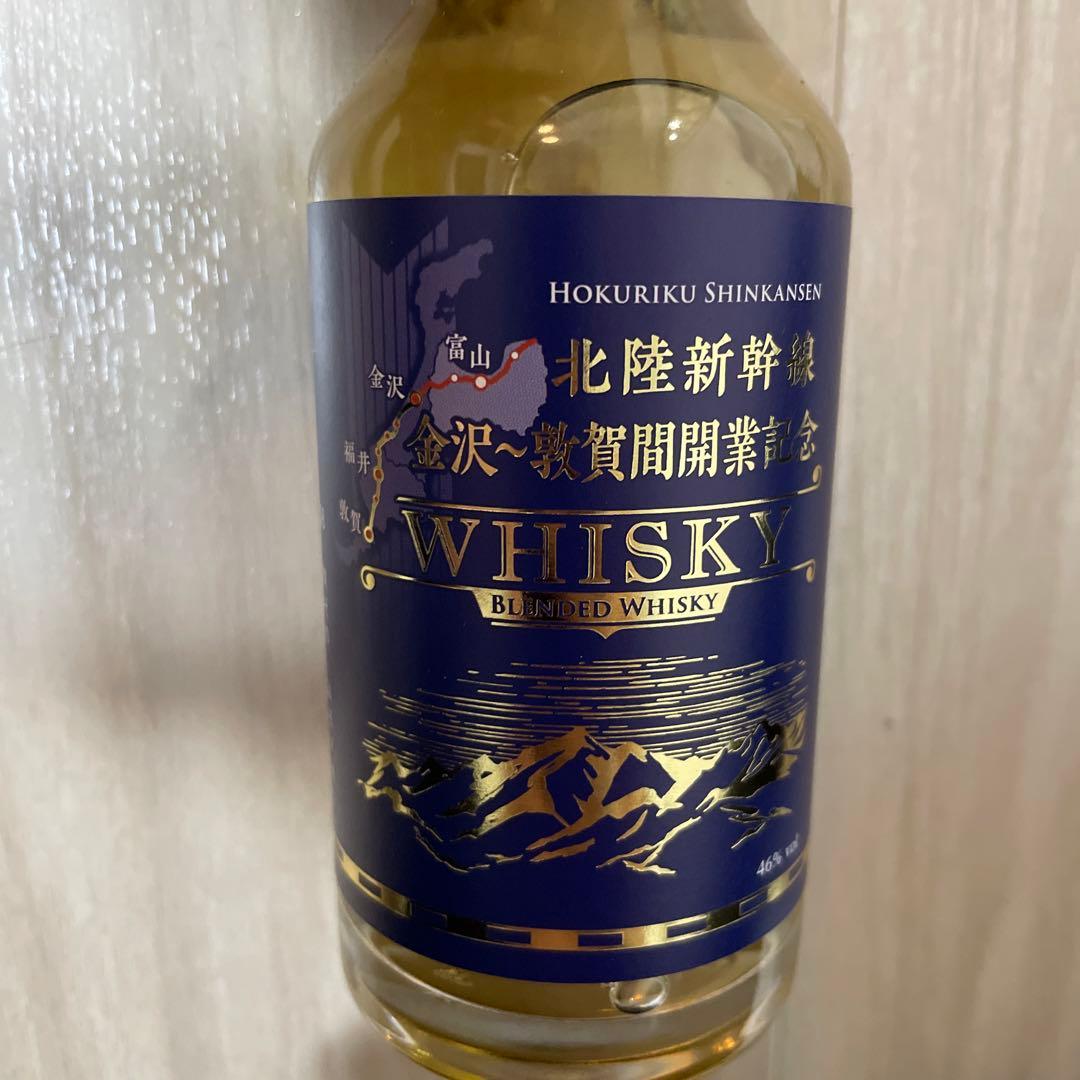 HOKURIKU SHINKANSEN
北陸新幹線
金沢~敦賀間開業記念
富山
金沢
福井
敦賀
WHISKY
BLENDED WHISKY
46% vol